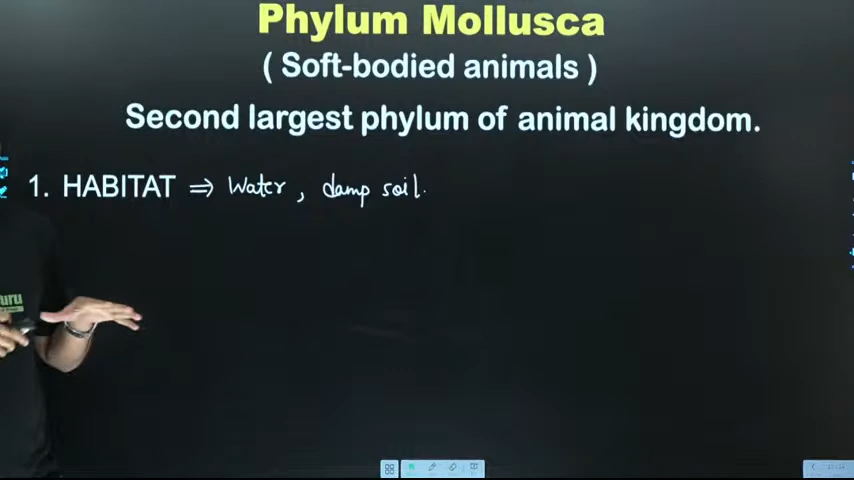 Phylum Mollusca
( Soft-bodied animals )
Second largest phylum of animal kingdom.
1. HABITAT ⇒ Water, damp soil.